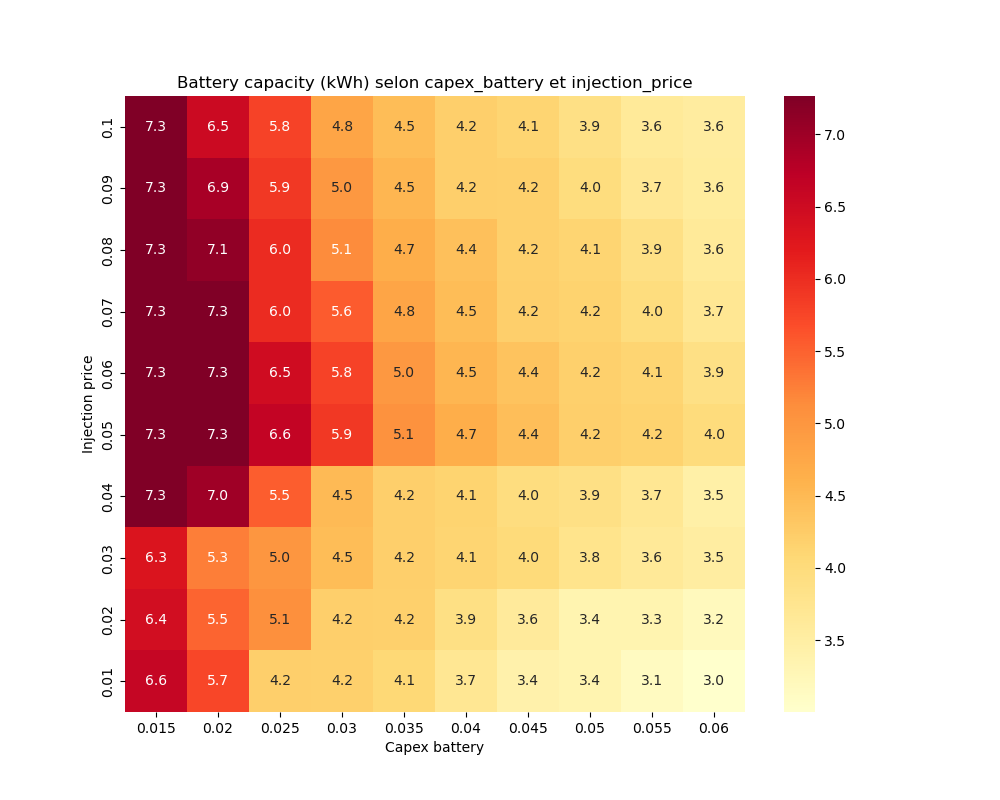 Battery capacity (kWh) selon capex_battery et injection_price
0.1 7.3 6.5 5.8 4.8 4.5 4.2 4.1 3.9 3.6 3.6
0.09 7.3 6.9 5.9 5.0 4.5 4.2 4.2 4.0 3.7 3.6
0.08 7.3 7.1 6.0 5.1 4.7 4.4 4.2 4.1 3.9 3.6
0.07 7.3 7.3 6.0 5.6 4.8 4.5 4.2 4.2 4.0 3.7
0.06 7.3 7.3 6.5 5.8 5.0 4.5 4.4 4.2 4.1 3.9
0.05 7.3 7.3 6.6 5.9 5.1 4.7 4.4 4.2 4.2 4.0
0.04 7.3 7.0 5.5 4.5 4.2 4.1 4.0 3.9 3.7 3.5
0.03 6.3 5.3 5.0 4.5 4.2 4.1 4.0 3.8 3.6 3.5
0.02 6.4 5.5 5.1 4.2 4.2 3.9 3.6 3.4 3.3 3.2
0.01 6.6 5.7 4.2 4.2 4.1 3.7 3.4 3.4 3.1 3.0
0.015 0.02 0.025 0.03 0.035 0.04 0.045 0.05 0.055 0.06
Capex battery
Injection price
7.0
6.5
6.0
5.5
5.0
4.5
4.0
3.5